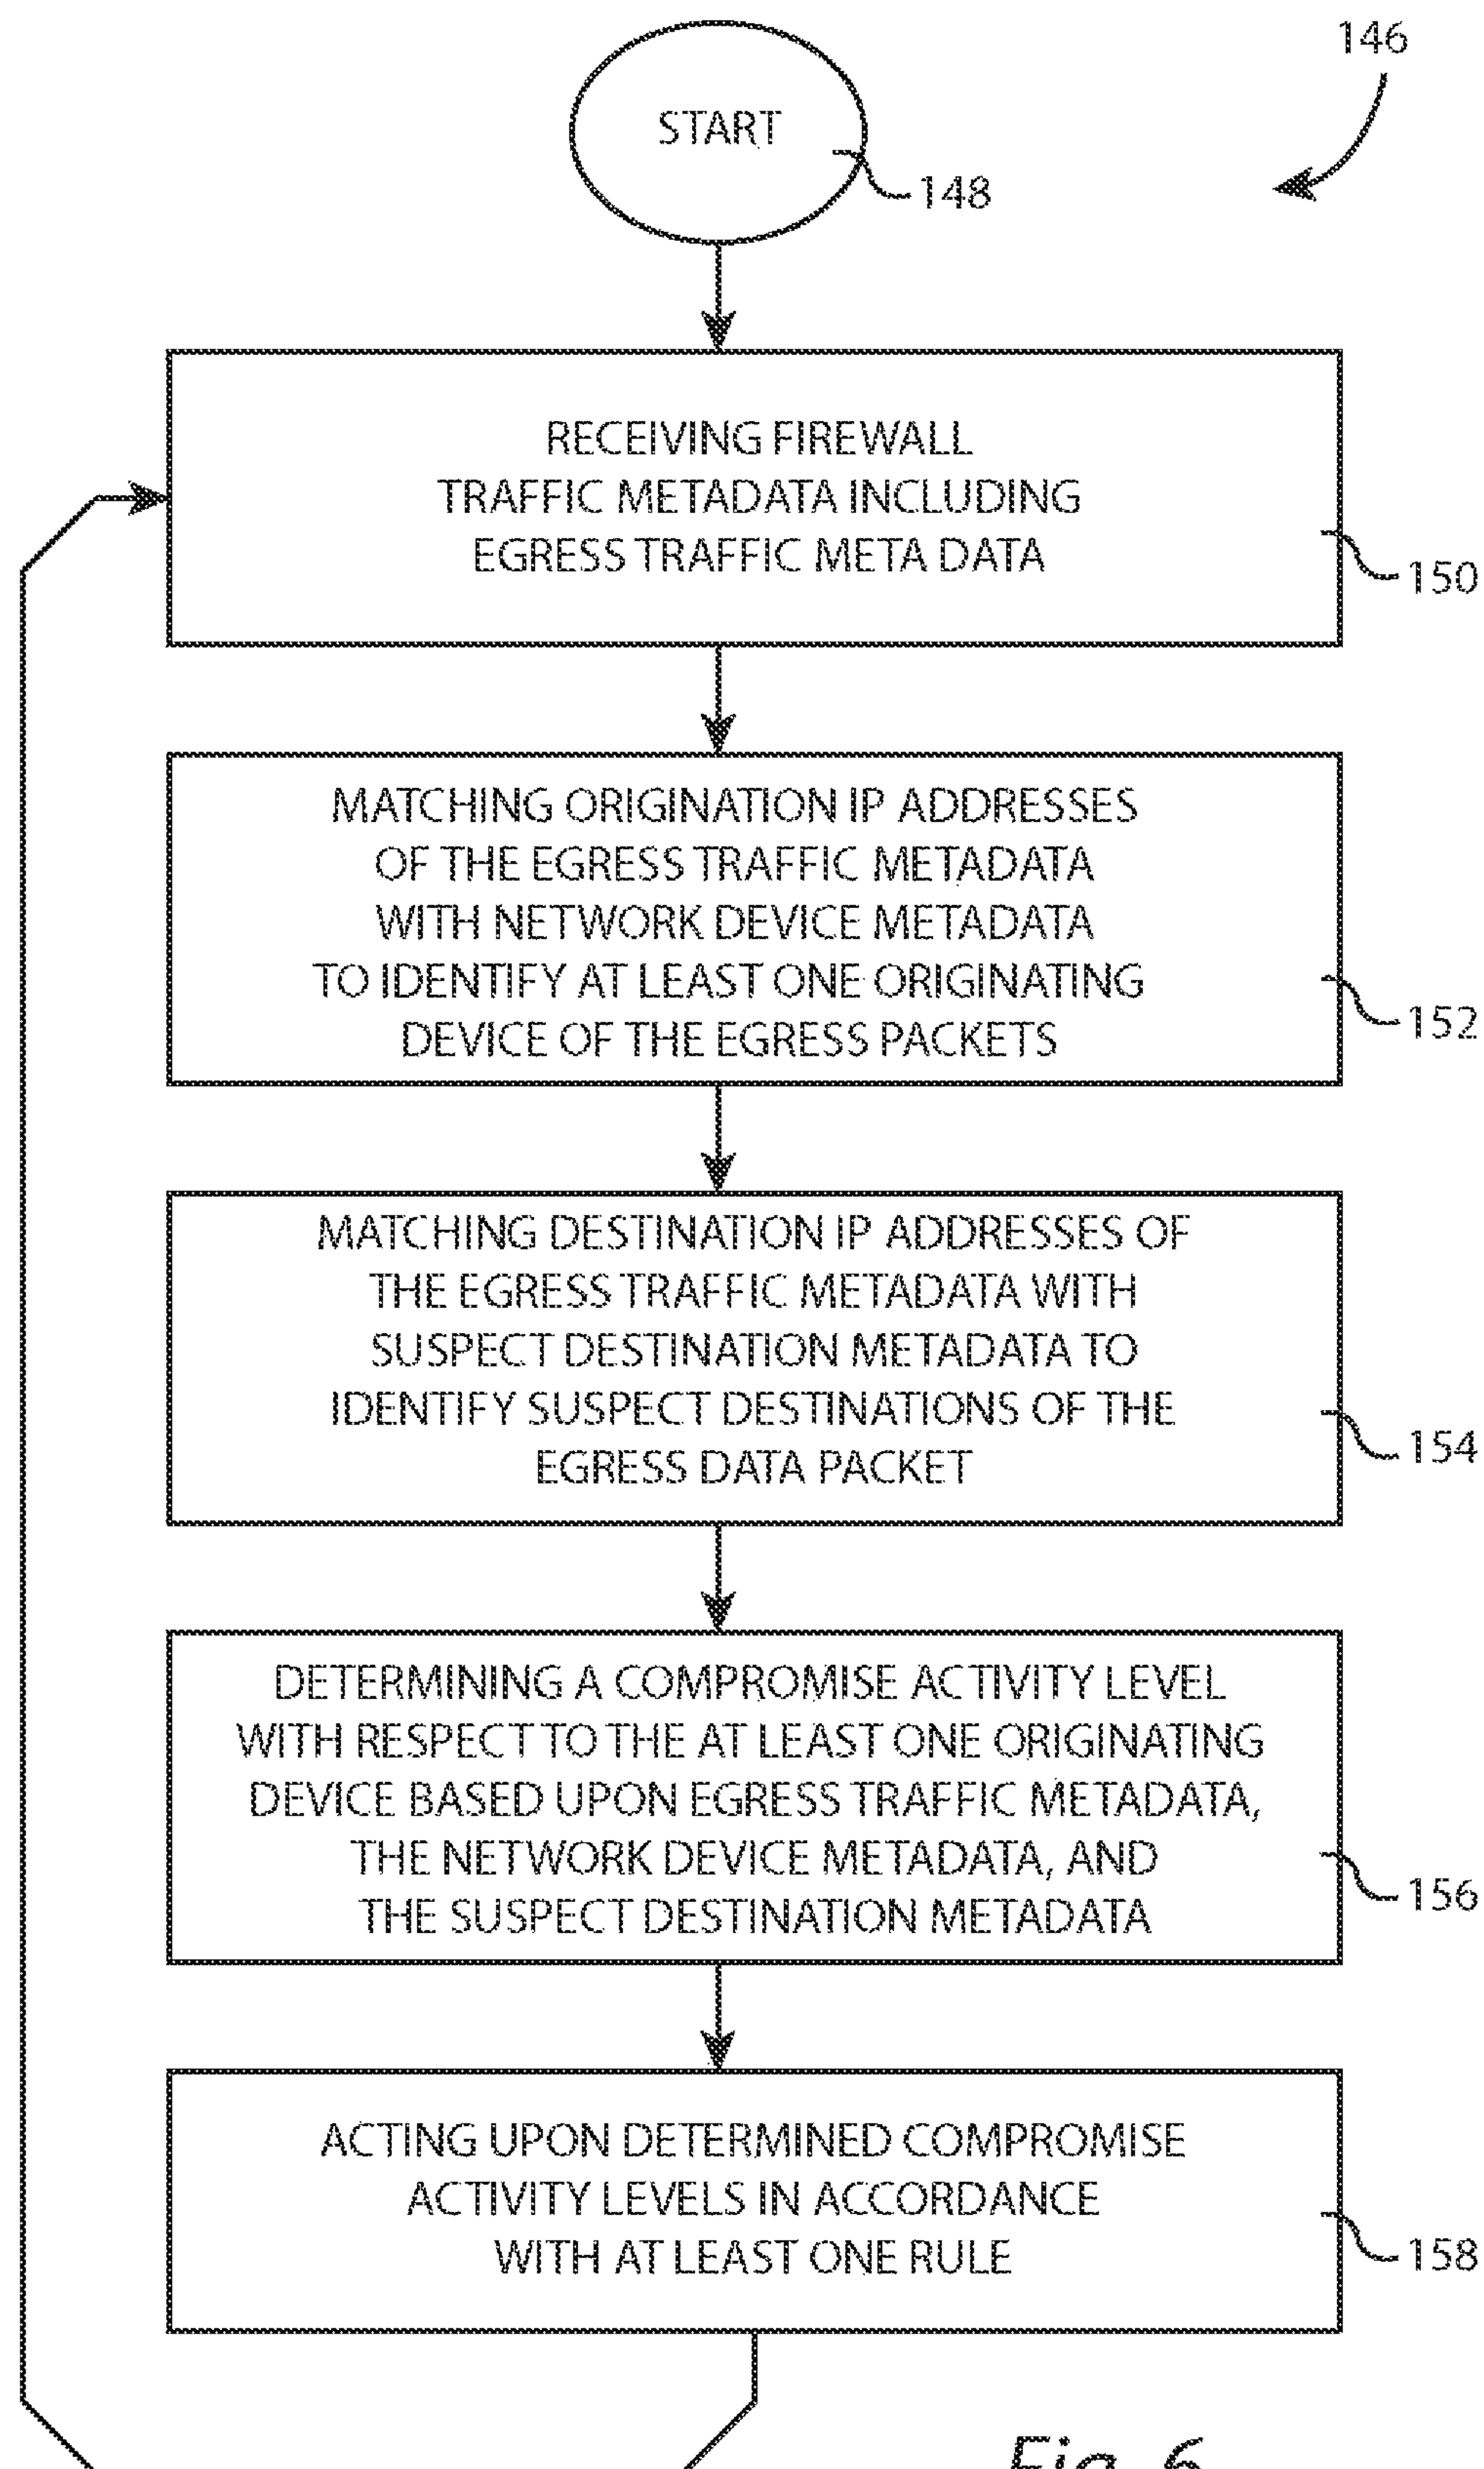 146
START
148
RECEIVING FIREWALL
TRAFFIC METADATA INCLUDING
EGRESS TRAFFIC META DATA
150
MATCHING ORIGINATION IP ADDRESSES
OF THE EGRESS TRAFFIC METADATA
WITH NETWORK DEVICE METADATA
TO IDENTIFY AT LEAST ONE ORIGINATING
DEVICE OF THE EGRESS PACKETS
152
MATCHING DESTINATION IP ADDRESSES OF
THE EGRESS TRAFFIC METADATA WITH
SUSPECT DESTINATION METADATA TO
IDENTIFY SUSPECT DESTINATIONS OF THE
EGRESS DATA PACKET
154
DETERMINING A COMPROMISE ACTIVITY LEVEL
WITH RESPECT TO THE AT LEAST ONE ORIGINATING
DEVICE BASED UPON EGRESS TRAFFIC METADATA,
THE NETWORK DEVICE METADATA, AND
THE SUSPECT DESTINATION METADATA
156
ACTING UPON DETERMINED COMPROMISE
ACTIVITY LEVELS IN ACCORDANCE
WITH AT LEAST ONE RULE
158
Fig. 6